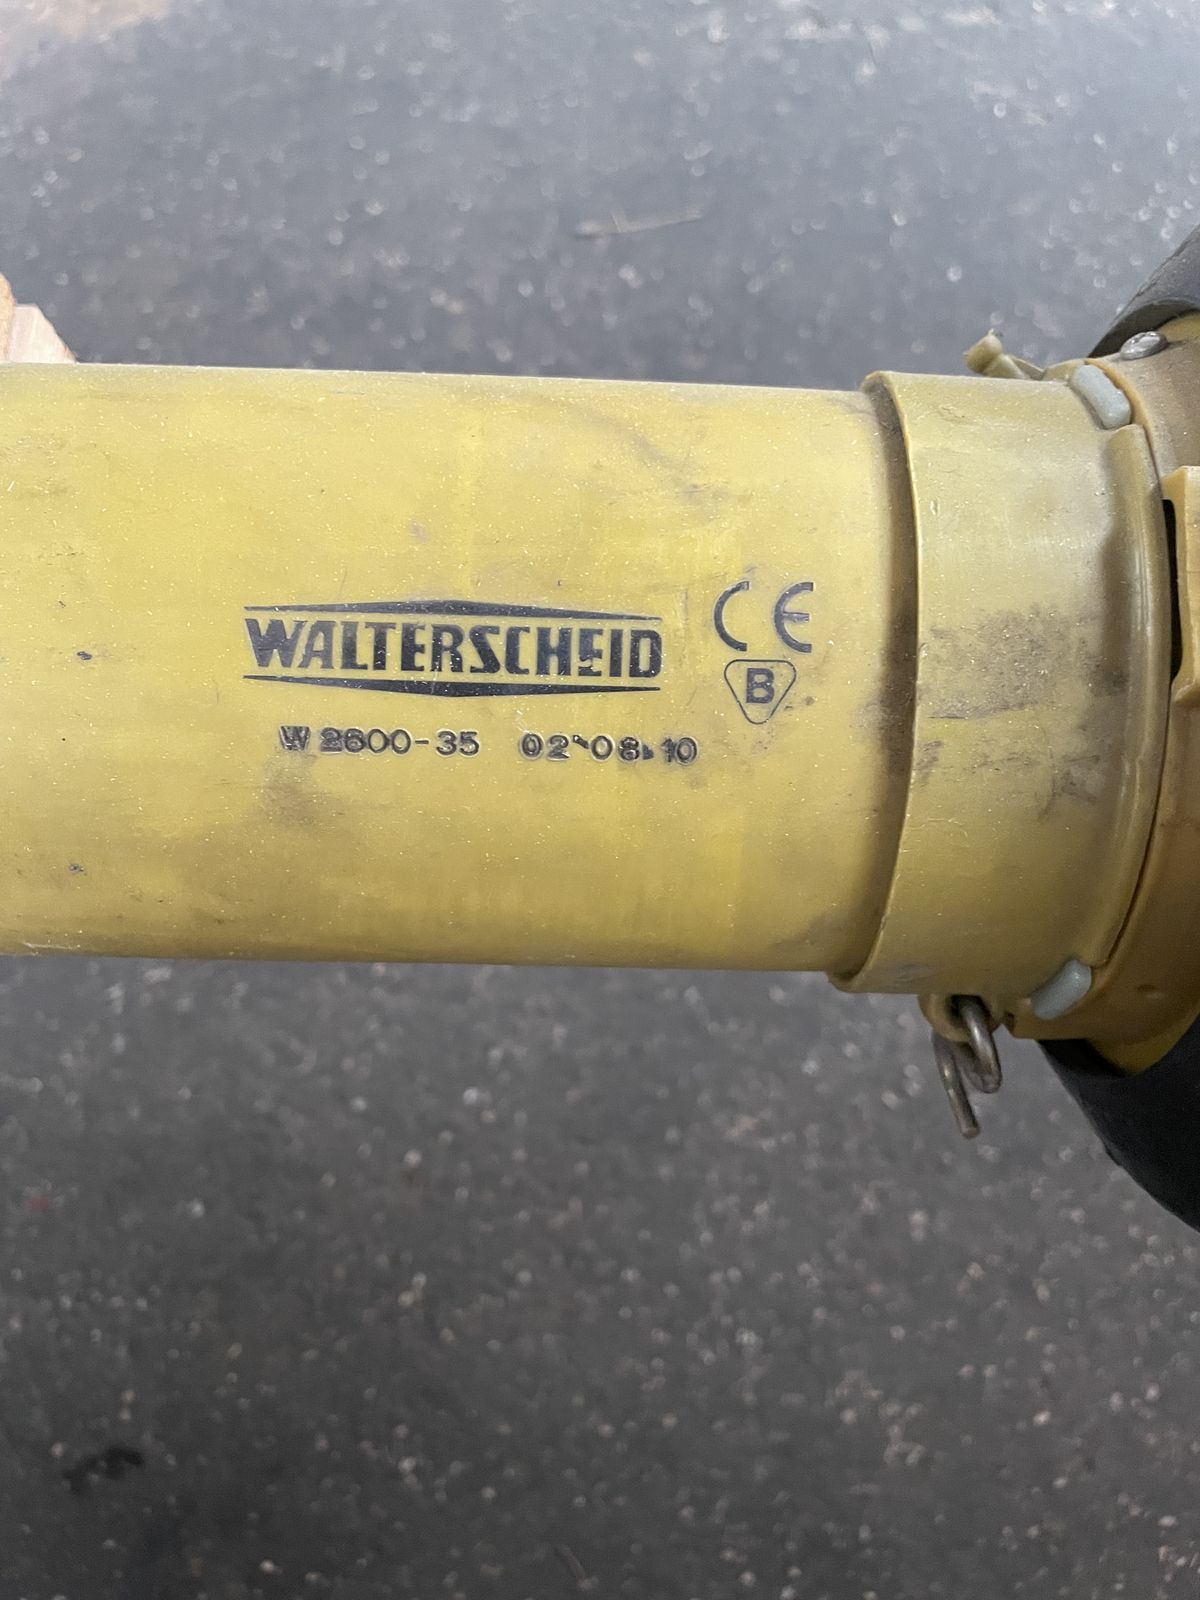 WALTERSCHEID
CE
B
W 2600-35 02 08 10